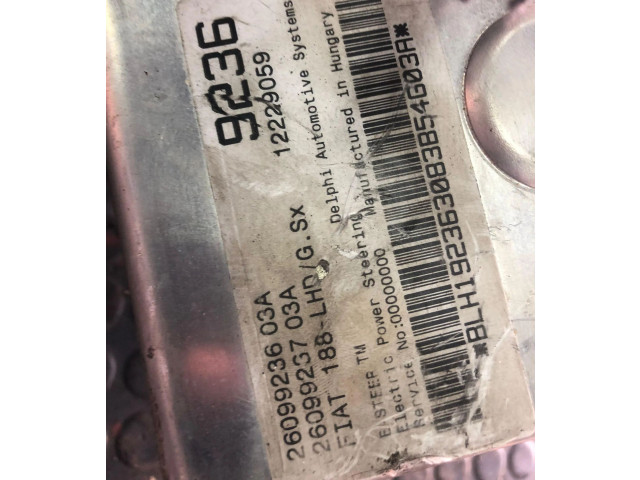 9236
12229059
26099236 03A
26099237 03A
FIAT 188-LHD/G.Sx
Delphi Automotive Systems
Manufactured in Hungary
E.STEER TM
Electric Power Steering
Service No:00000000
*BLH192363083B54G03A*